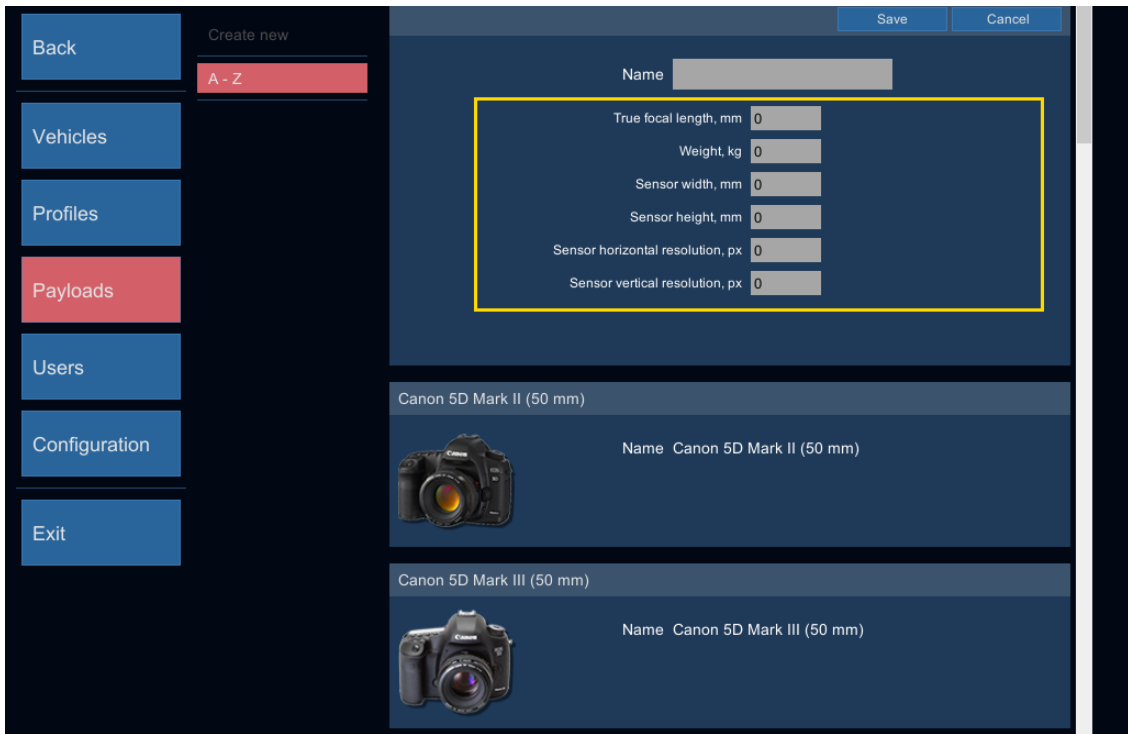 Back
Vehicles
Profiles
Payloads
Users
Configuration
Exit
Create new
A - Z
Save Cancel
Name
True focal length, mm 0
Weight, kg 0
Sensor width, mm 0
Sensor height, mm 0
Sensor horizontal resolution, px 0
Sensor vertical resolution, px 0
Canon 5D Mark II (50 mm)
Canon
Name Canon 5D Mark II (50 mm)
Canon 5D Mark III (50 mm)
Canon
Name Canon 5D Mark III (50 mm)